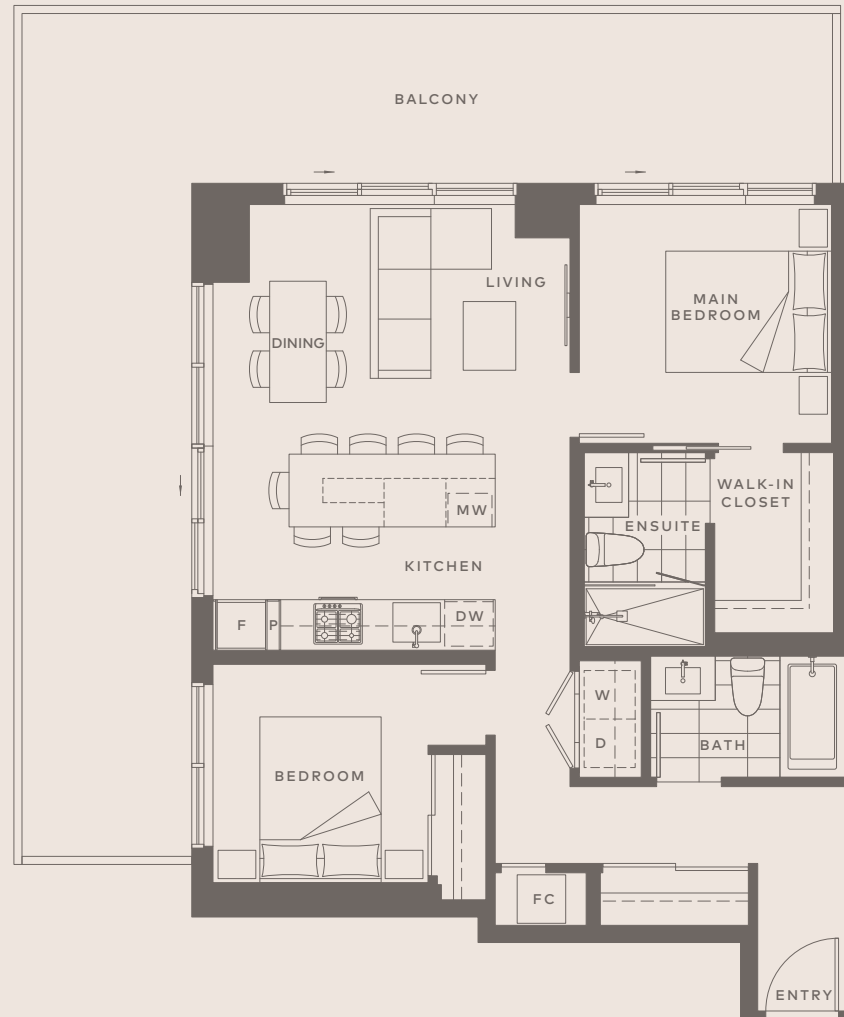 BALCONY
LIVING
MAIN
BEDROOM
DINING
WALK-IN
CLOSET
MW
ENSUITE
KITCHEN
F
P
DW
W
D
BATH
BEDROOM
FC
ENTRY